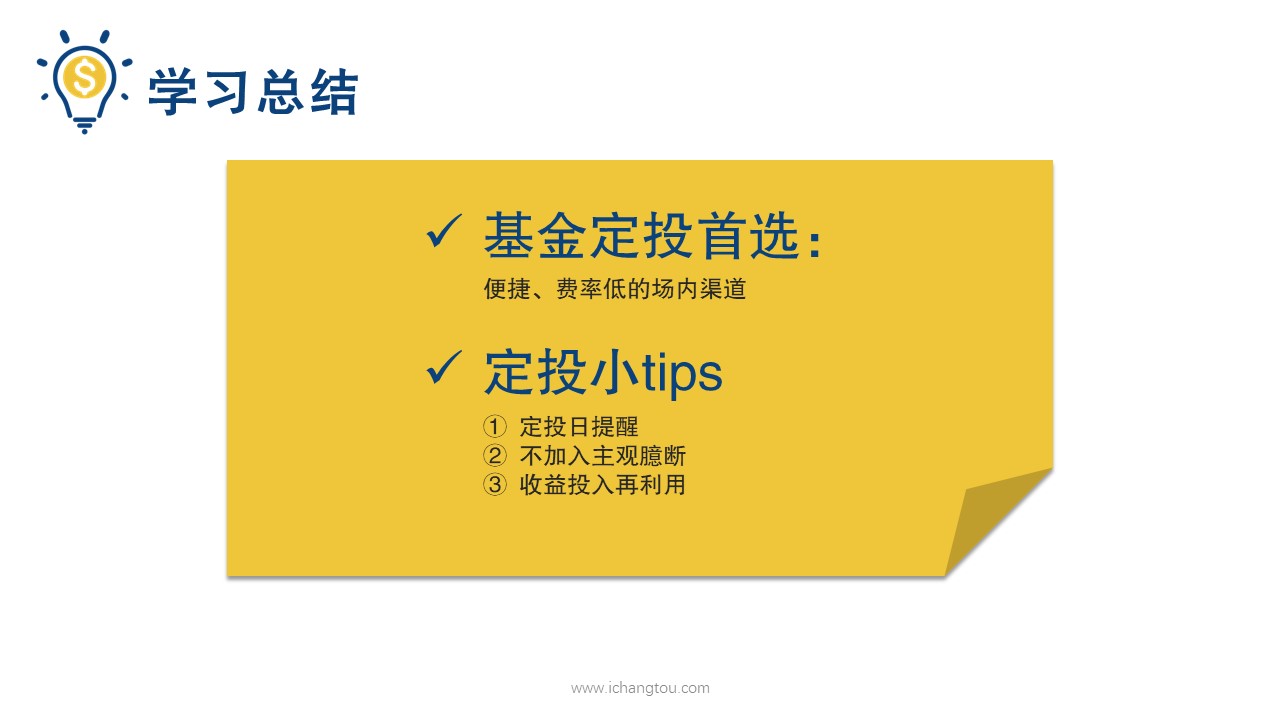 学习总结
✓ 基金定投首选：
便捷、费率低的场内渠道
✓ 定投小tips
① 定投日提醒
② 不加入主观臆断
③ 收益投入再利用
www.ichangtou.com